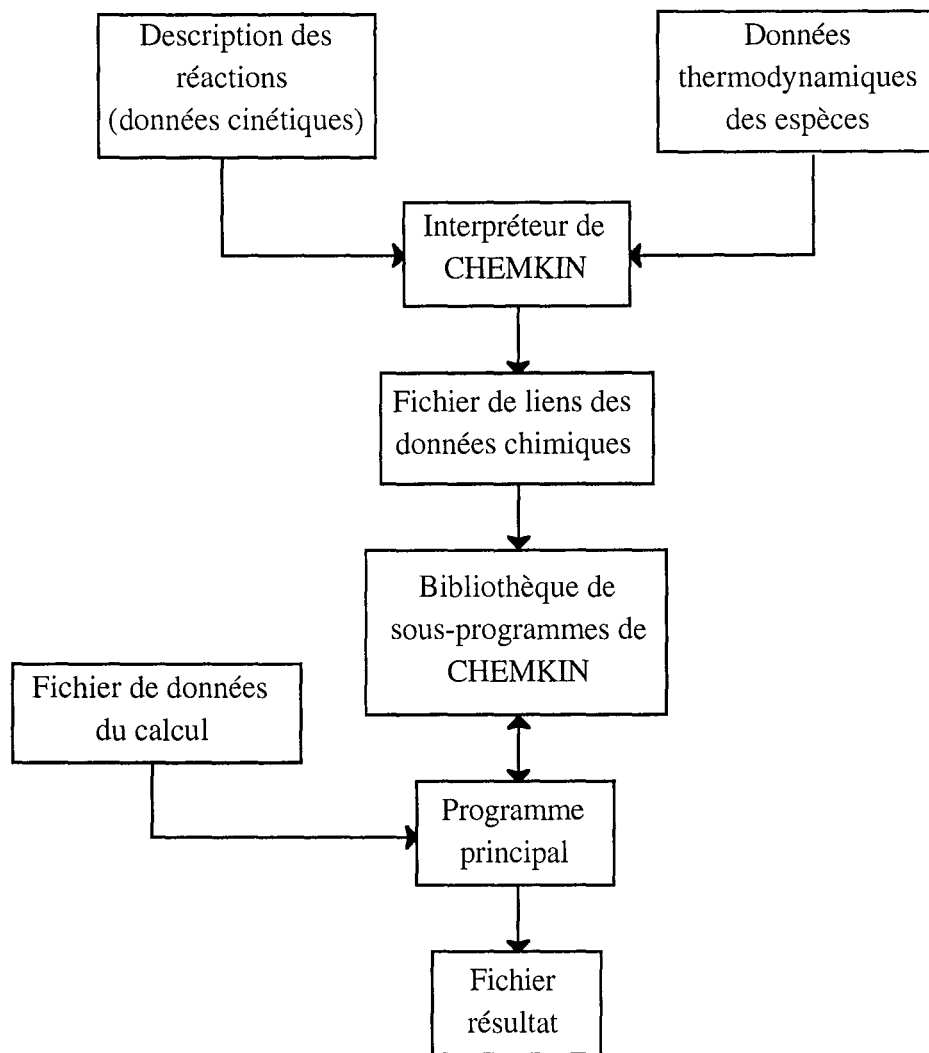 Description des
réactions
(données cinétiques)
Données
thermodynamiques
des espèces
Interpréteur de
CHEMKIN
Fichier de liens des
données chimiques
Bibliothèque de
sous-programmes de
CHEMKIN
Fichier de données
du calcul
Programme
principal
Fichier
résultat